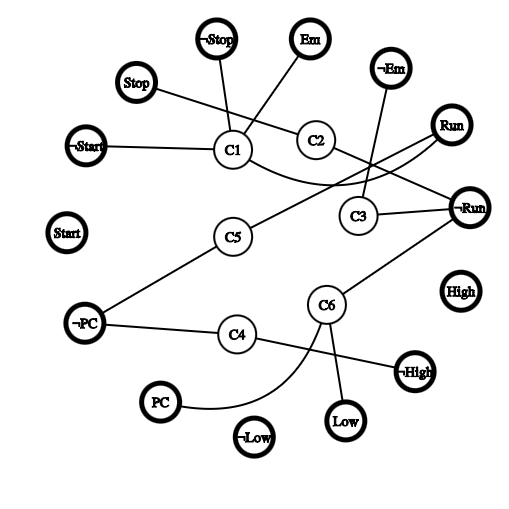 ¬Stop
Em
¬Em
Stop
Run
C2
¬Start
C1
¬Run
C3
Start
C5
High
C6
¬PC
C4
¬High
PC
Low
¬Low